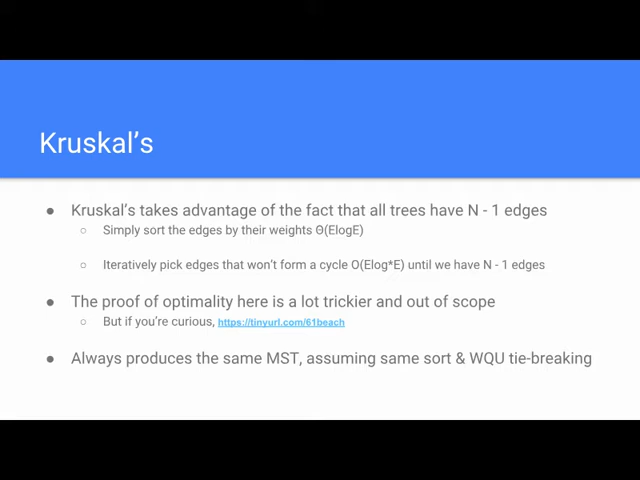 Kruskal's
● Kruskal's takes advantage of the fact that all trees have N - 1 edges
○ Simply sort the edges by their weights Θ(ElogE)
○ Iteratively pick edges that won't form a cycle O(Elog*E) until we have N - 1 edges
● The proof of optimality here is a lot trickier and out of scope
○ But if you're curious, https://tinyurl.com/61beach
● Always produces the same MST, assuming same sort & WQU tie-breaking